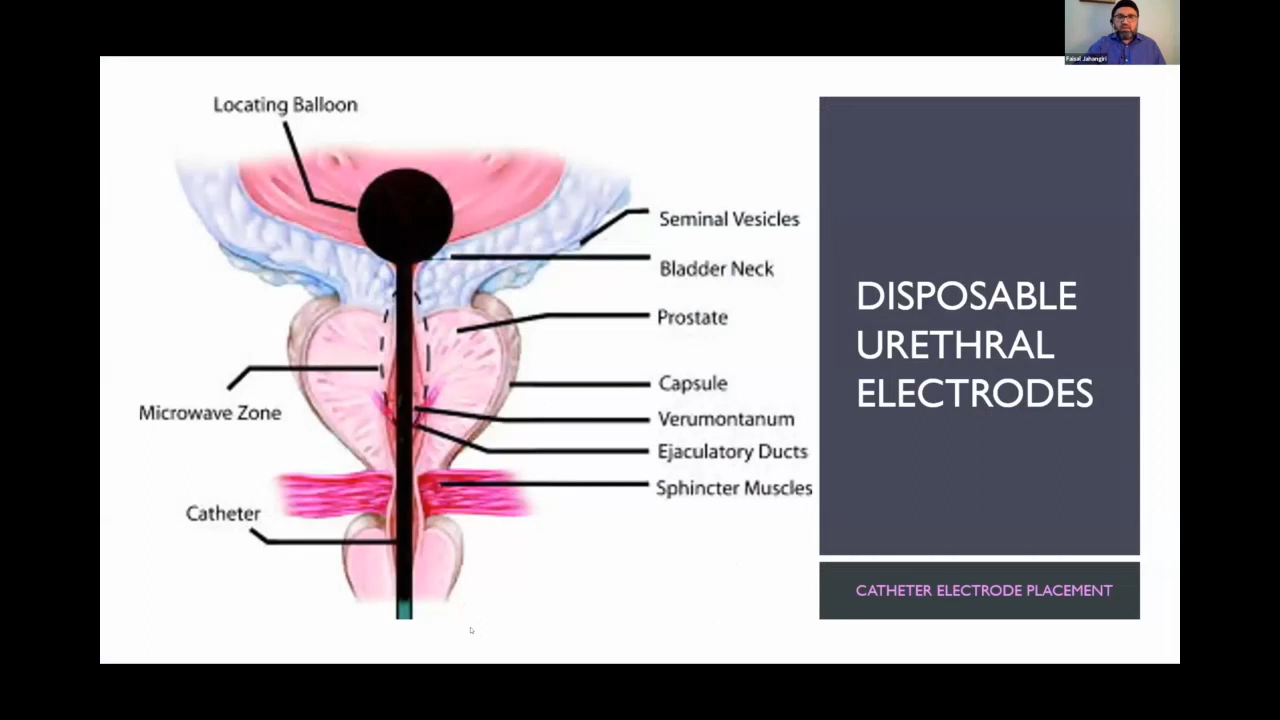 Faisal Jahangiri
Locating Balloon
Seminal Vesicles
Bladder Neck
Prostate
Capsule
Microwave Zone
Verumontanum
Ejaculatory Ducts
Sphincter Muscles
Catheter
DISPOSABLE
URETHRAL
ELECTRODES
CATHETER ELECTRODE PLACEMENT